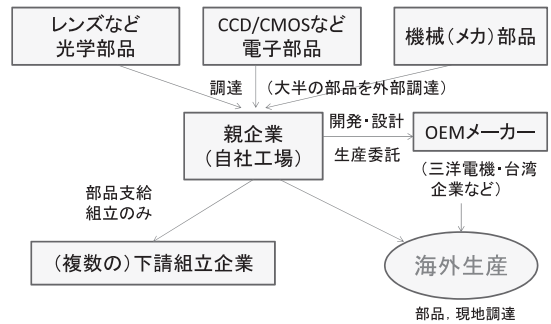 レンズなど
光学部品
CCD/CMOSなど
電子部品
機械（メカ）部品
調達
（大半の部品を外部調達）
親企業
（自社工場）
開発・設計
生産委託
OEMメーカー
（三洋電機・台湾
企業など）
部品支給
組立のみ
（複数の）下請組立企業
海外生産
部品，現地調達